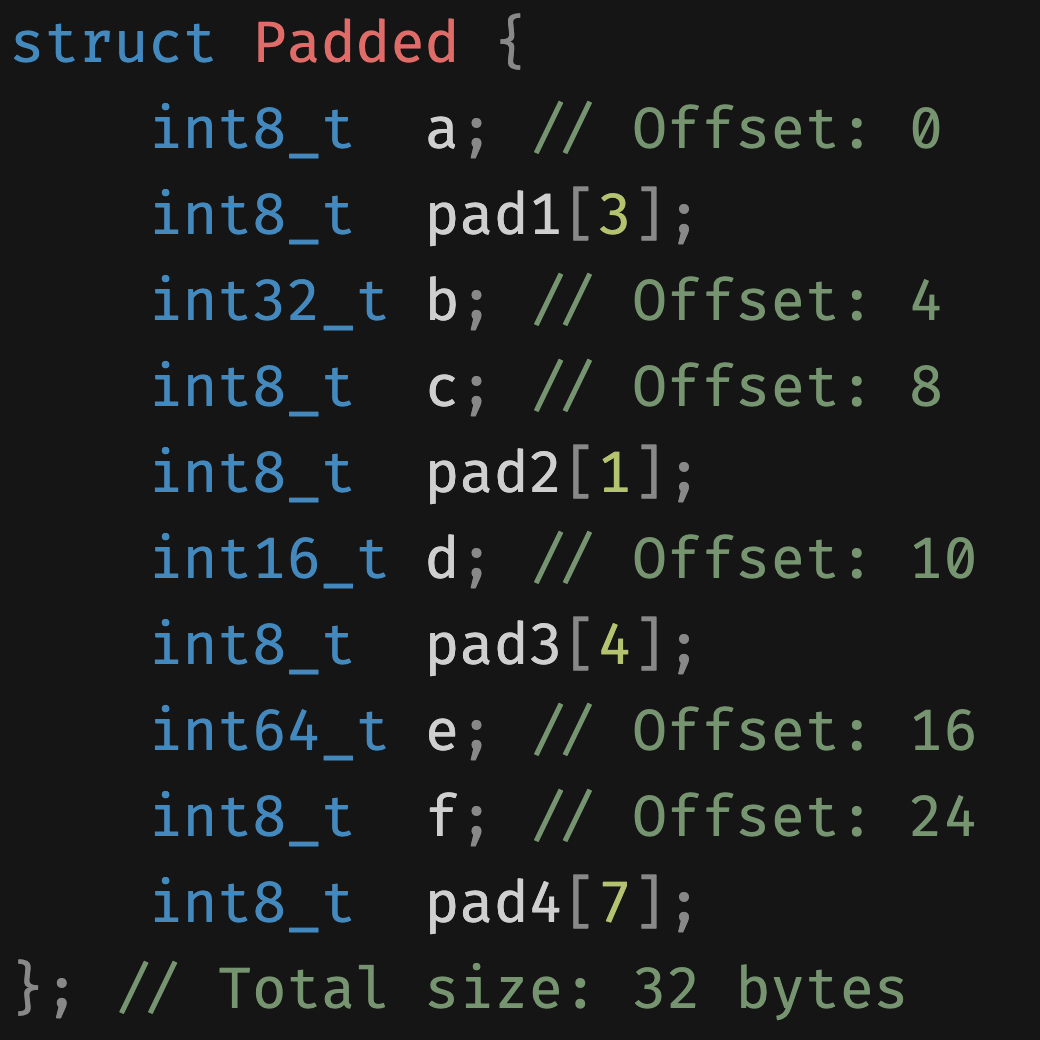 struct Padded {
    int8_t  a; // Offset: 0
    int8_t  pad1[3];
    int32_t b; // Offset: 4
    int8_t  c; // Offset: 8
    int8_t  pad2[1];
    int16_t d; // Offset: 10
    int8_t  pad3[4];
    int64_t e; // Offset: 16
    int8_t  f; // Offset: 24
    int8_t  pad4[7];
}; // Total size: 32 bytes